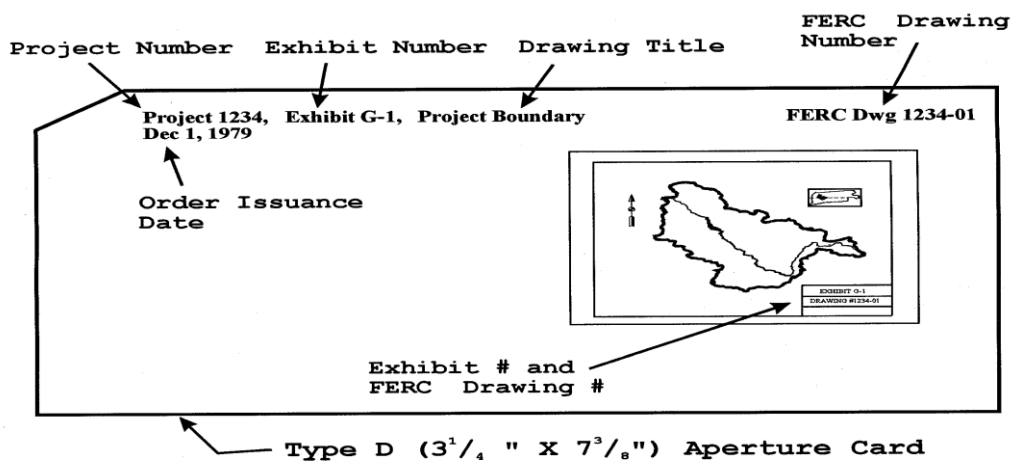 FERC Drawing
Number
Project Number Exhibit Number Drawing Title
Project 1234, Exhibit G-1, Project Boundary FERC Dwg 1234-01
Dec 1, 1979
Order Issuance
Date
EXHIBIT G-1
DRAWING #1234-01
Exhibit # and
FERC Drawing #
Type D (3¹/₄ " X 7³/₈") Aperture Card